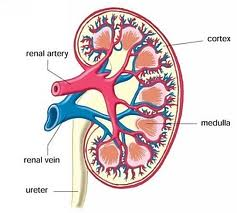 cortex
renal artery
medulla
renal vein
ureter